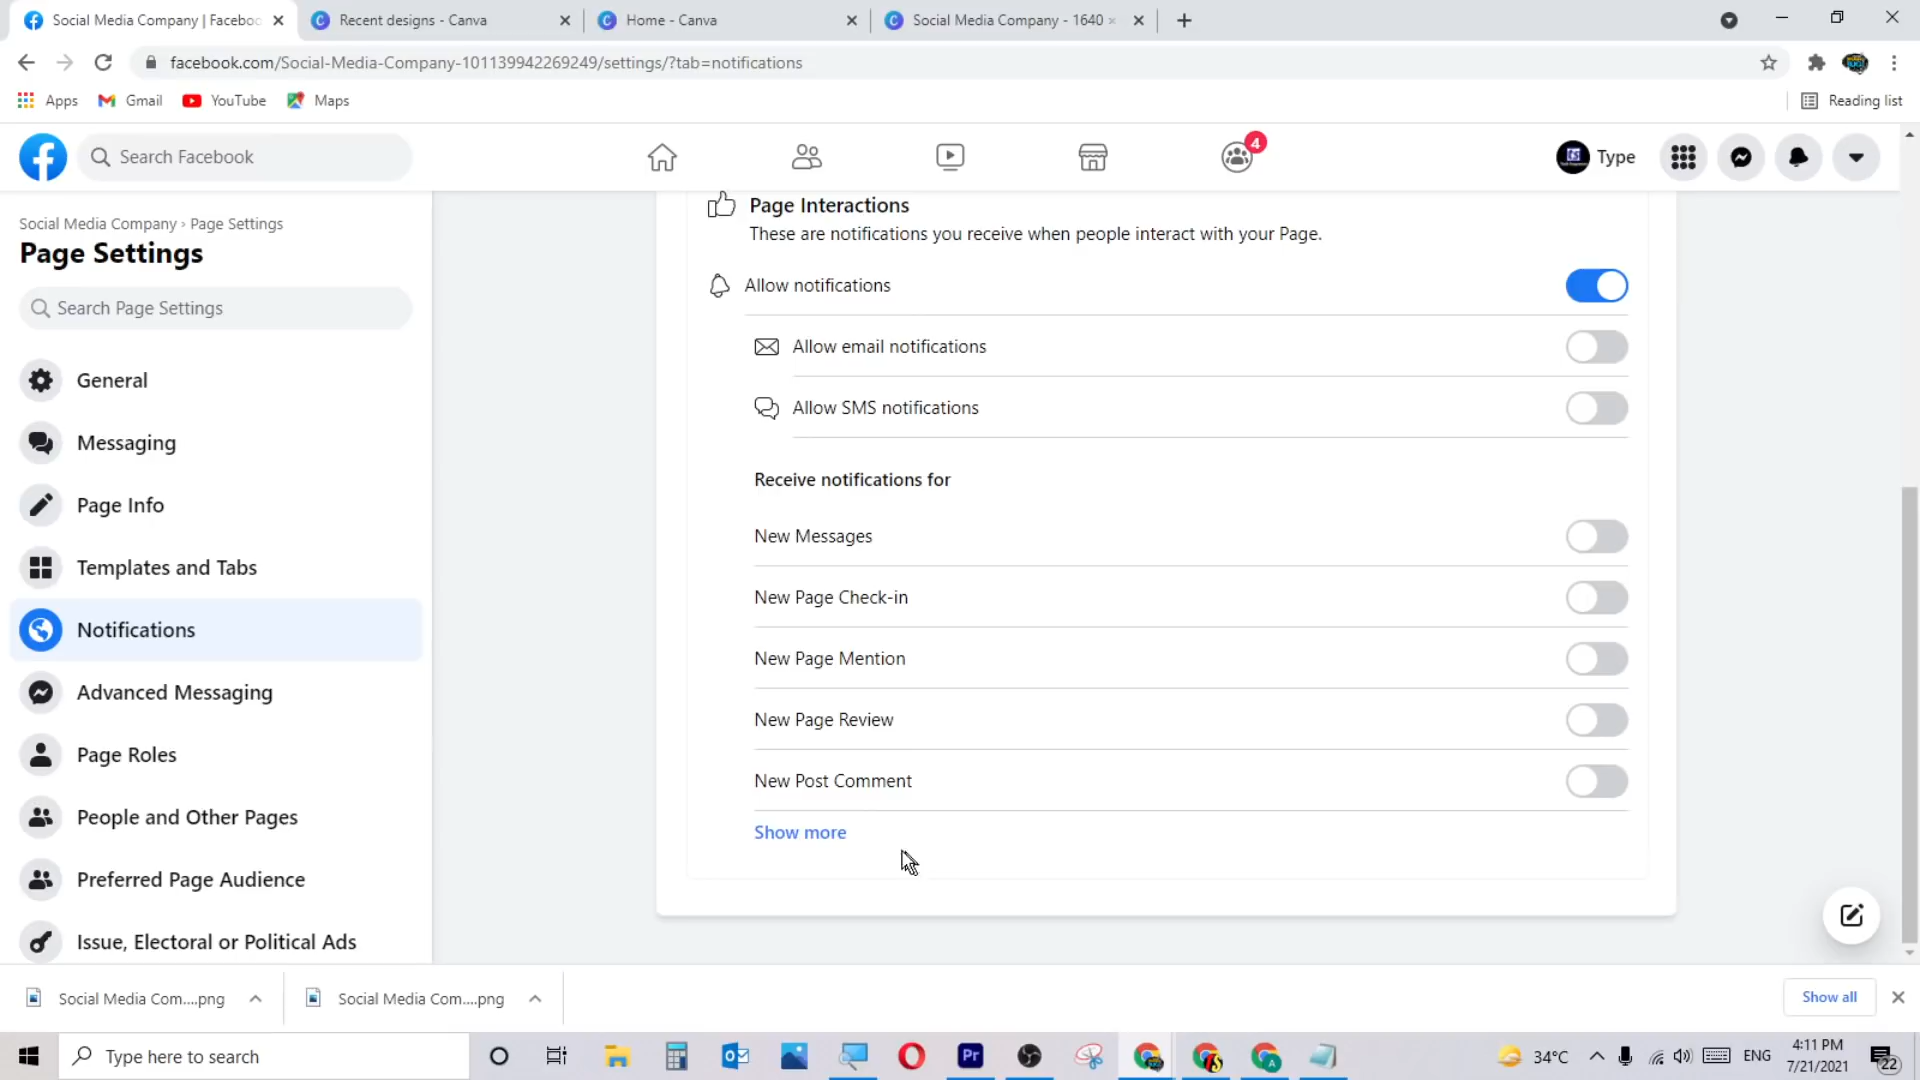 Social Media Company | Faceboo
Recent designs - Canva
Home - Canva
Social Media Company - 1640
facebook.com/Social-Media-Company-101139942269249/settings/?tab=notifications
Apps
Gmail
YouTube
Maps
Reading list
Search Facebook
4
Type
Social Media Company › Page Settings
Page Settings
Search Page Settings
General
Messaging
Page Info
Templates and Tabs
Notifications
Advanced Messaging
Page Roles
People and Other Pages
Preferred Page Audience
Issue, Electoral or Political Ads
Page Interactions
These are notifications you receive when people interact with your Page.
Allow notifications
Allow email notifications
Allow SMS notifications
Receive notifications for
New Messages
New Page Check-in
New Page Mention
New Page Review
New Post Comment
Show more
Social Media Com....png
Social Media Com....png
Show all
Type here to search
Pr
34°C
ENG
4:11 PM
7/21/2021
22